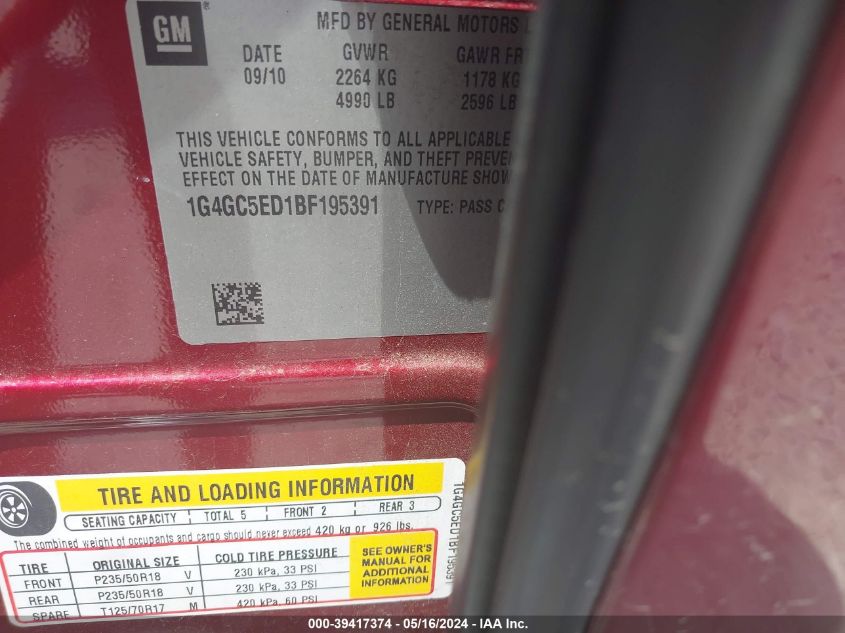 GM
MFD BY GENERAL MOTORS
DATE GVWR GAWR FRT
09/10 2264 KG 1178 KG
4990 LB 2596 LB
THIS VEHICLE CONFORMS TO ALL APPLICABLE
VEHICLE SAFETY, BUMPER, AND THEFT PREVEN
EFFECT ON THE DATE OF MANUFACTURE SHOW
1G4GC5ED1BF195391 TYPE: PASS C
TIRE AND LOADING INFORMATION
SEATING CAPACITY TOTAL 5 FRONT 2 REAR 3
The combined weight of occupants and cargo should never exceed 420 kg or 926 lbs.
TIRE ORIGINAL SIZE COLD TIRE PRESSURE
FRONT P235/50R18 V 230 kPa, 33 PSI
REAR P235/50R18 V 230 kPa, 33 PSI
SPARE T125/70R17 M 420 kPa, 60 PSI
SEE OWNER'S
MANUAL FOR
ADDITIONAL
INFORMATION
1G4GC5ED1BF195391
000-39417374 - 05/16/2024 - IAA Inc.